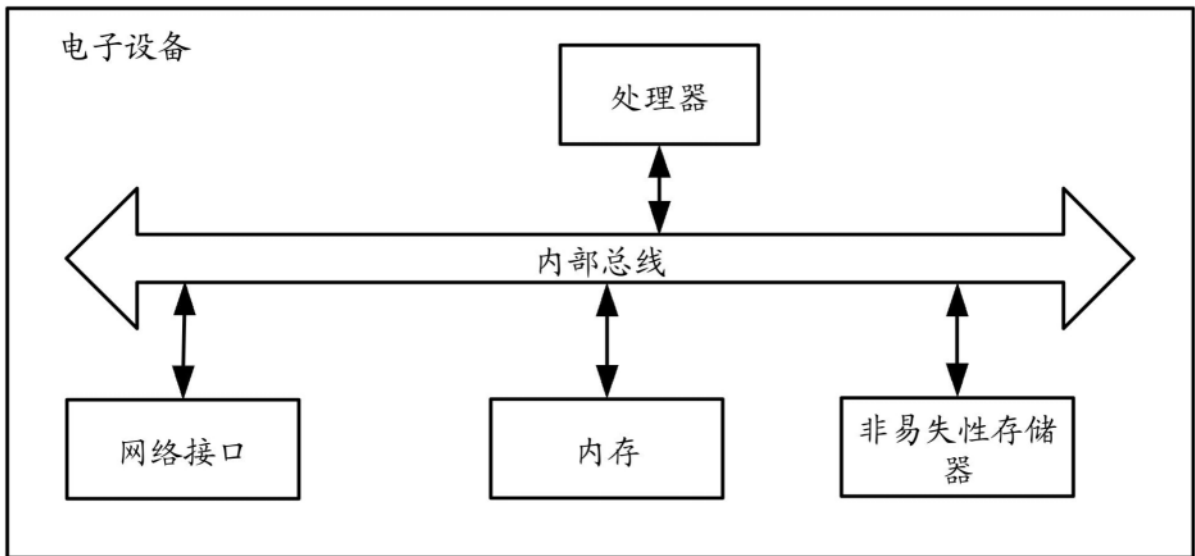 电子设备
处理器
内部总线
网络接口
内存
非易失性存储
器